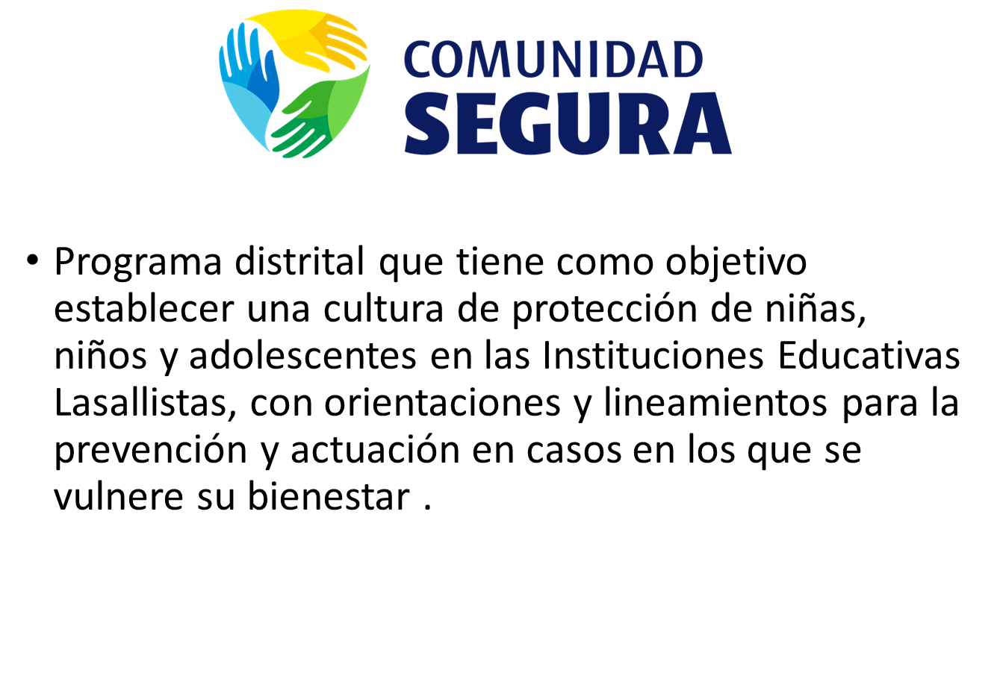 COMUNIDAD
SEGURA
• Programa distrital que tiene como objetivo
establecer una cultura de protección de niñas,
niños y adolescentes en las Instituciones Educativas
Lasallistas, con orientaciones y lineamientos para la
prevención y actuación en casos en los que se
vulnere su bienestar .